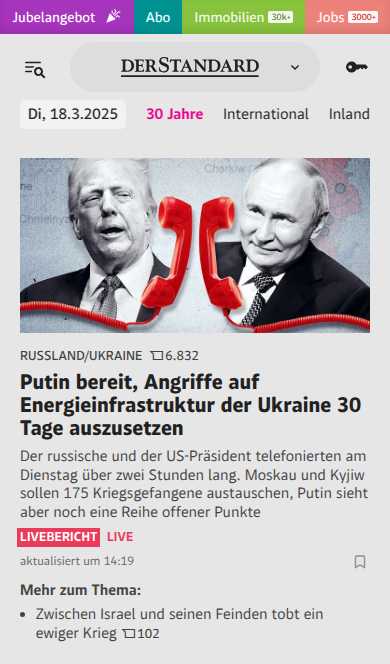 Jubelangebot Abo Immobilien 30k+ Jobs 3000+
DERSTANDARD
Di, 18.3.2025 30 Jahre International Inland
RUSSLAND/UKRAINE 6.832
Putin bereit, Angriffe auf
Energieinfrastruktur der Ukraine 30
Tage auszusetzen
Der russische und der US-Präsident telefonierten am
Dienstag über zwei Stunden lang. Moskau und Kyjiw
sollen 175 Kriegsgefangene austauschen, Putin sieht
aber noch eine Reihe offener Punkte
LIVEBERICHT LIVE
aktualisiert um 14:19
Mehr zum Thema:
• Zwischen Israel und seinen Feinden tobt ein
ewiger Krieg 102